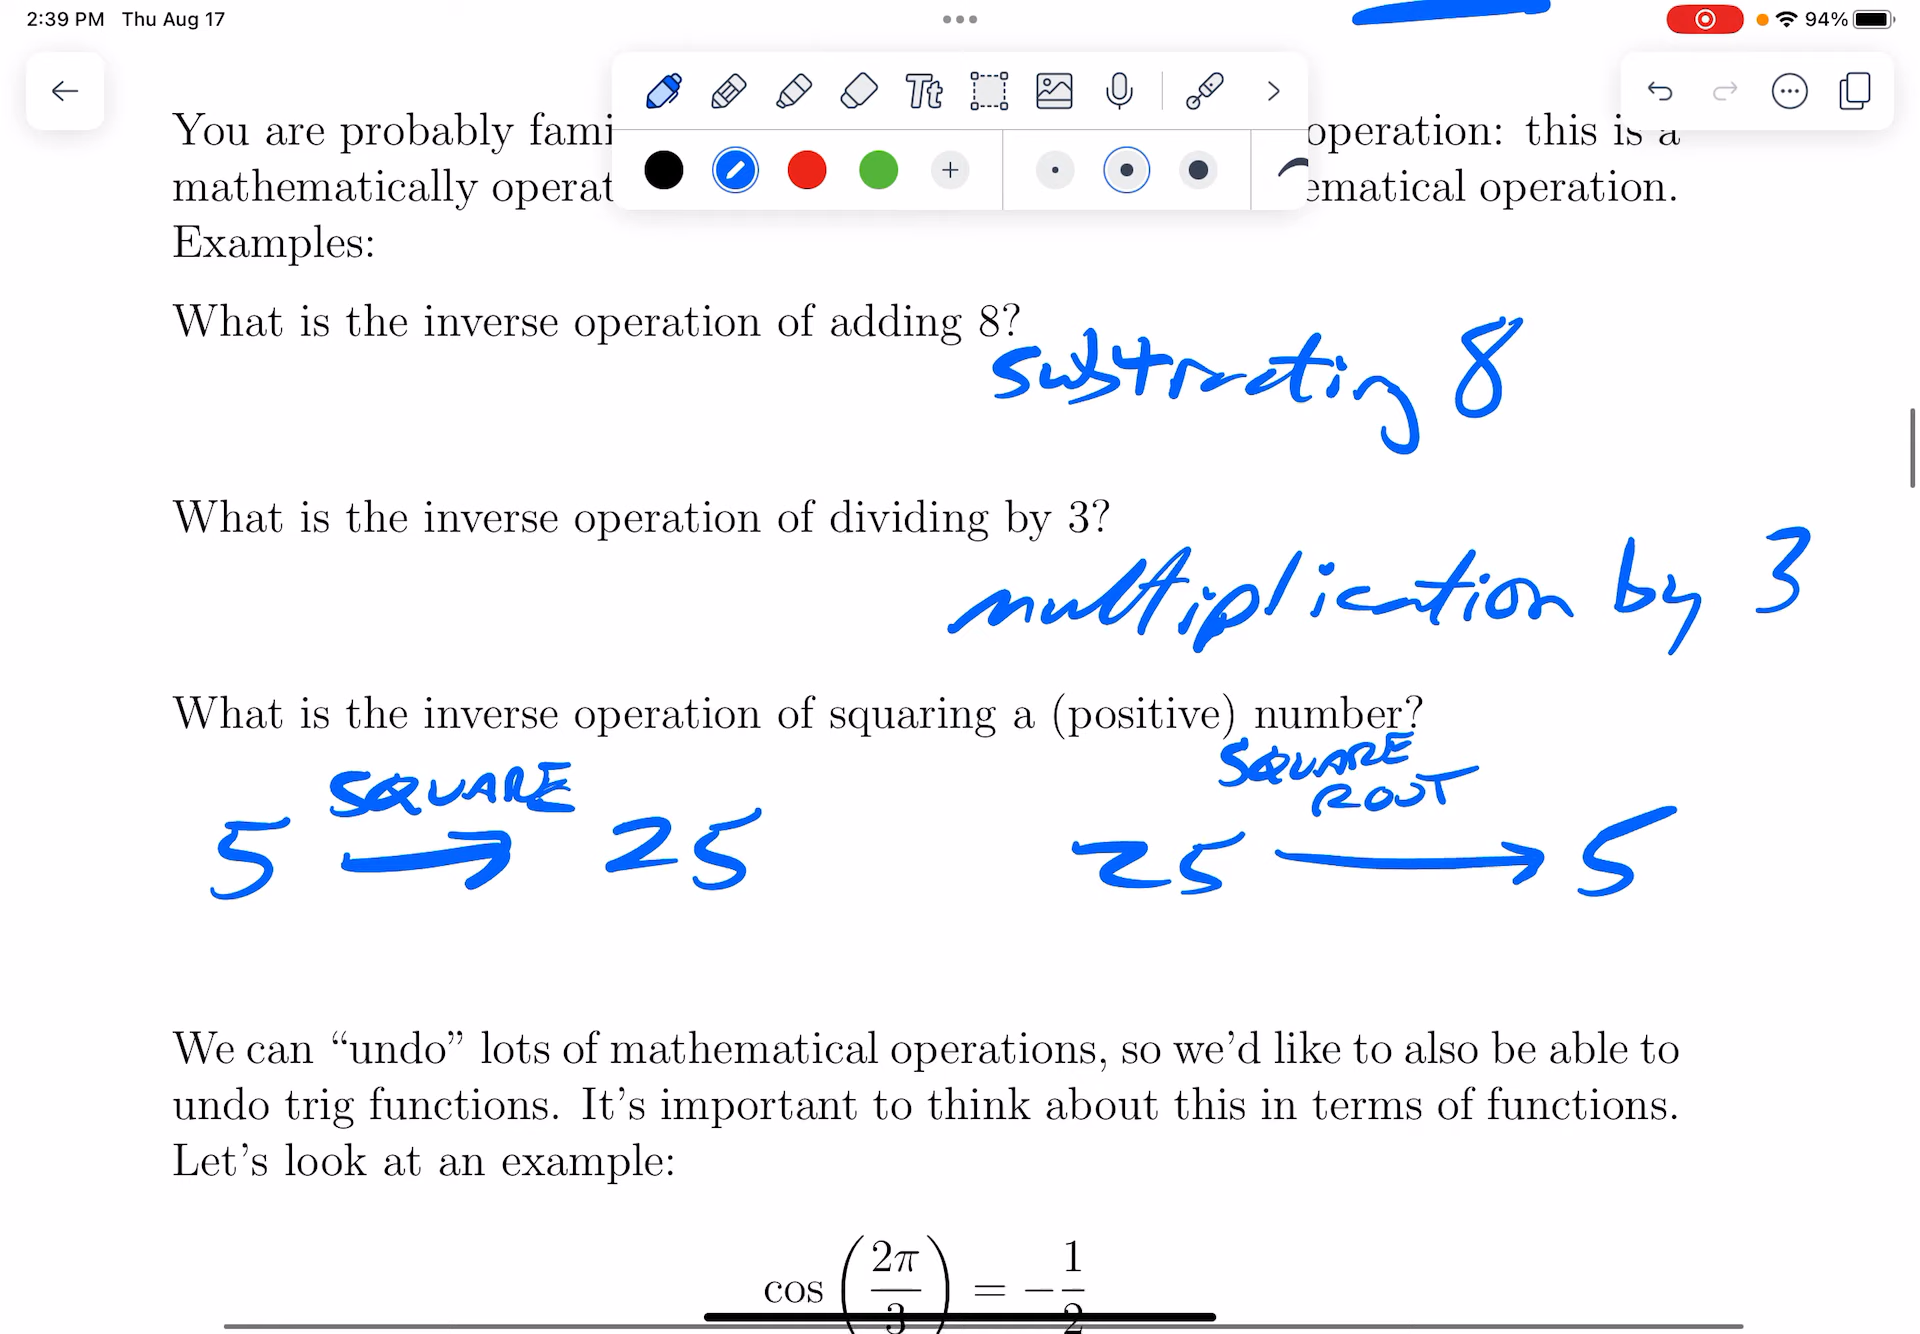 2:39 PM Thu Aug 17
94%
Tt
You are probably fami operation: this is a
mathematically operat ematical operation.
Examples:
What is the inverse operation of adding 8?
subtracting 8
What is the inverse operation of dividing by 3?
multiplication by 3
What is the inverse operation of squaring a (positive) number?
SQUARE
5 → 25
SQUARE
ROOT
25 → 5
We can “undo” lots of mathematical operations, so we’d like to also be able to
undo trig functions. It’s important to think about this in terms of functions.
Let’s look at an example:
cos (2π/3) = −1/2